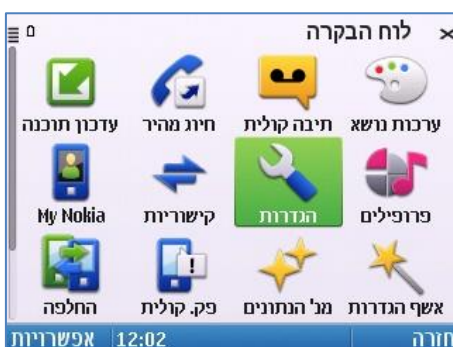 לוח הבקרה
ערכות נושא תיבה קולית חיוג מהיר עדכון תוכנה
פרופילים הגדרות קישוריות My Nokia
אשף הגדרות מנ' הנתונים פק. קולית החלפה
חזרה 12:02 אפשרויות